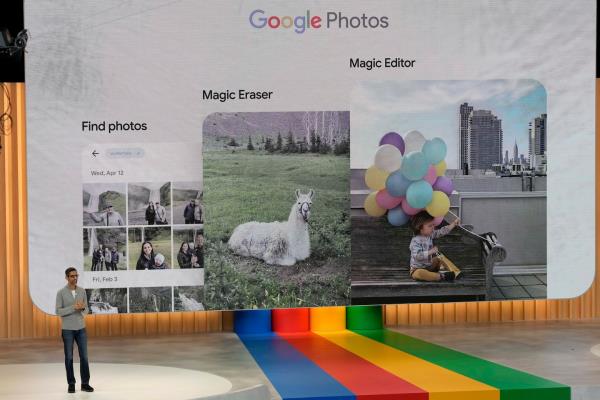 Google Photos
Magic Editor
Magic Eraser
Find photos
Wed, Apr 12
Fri, Feb 3